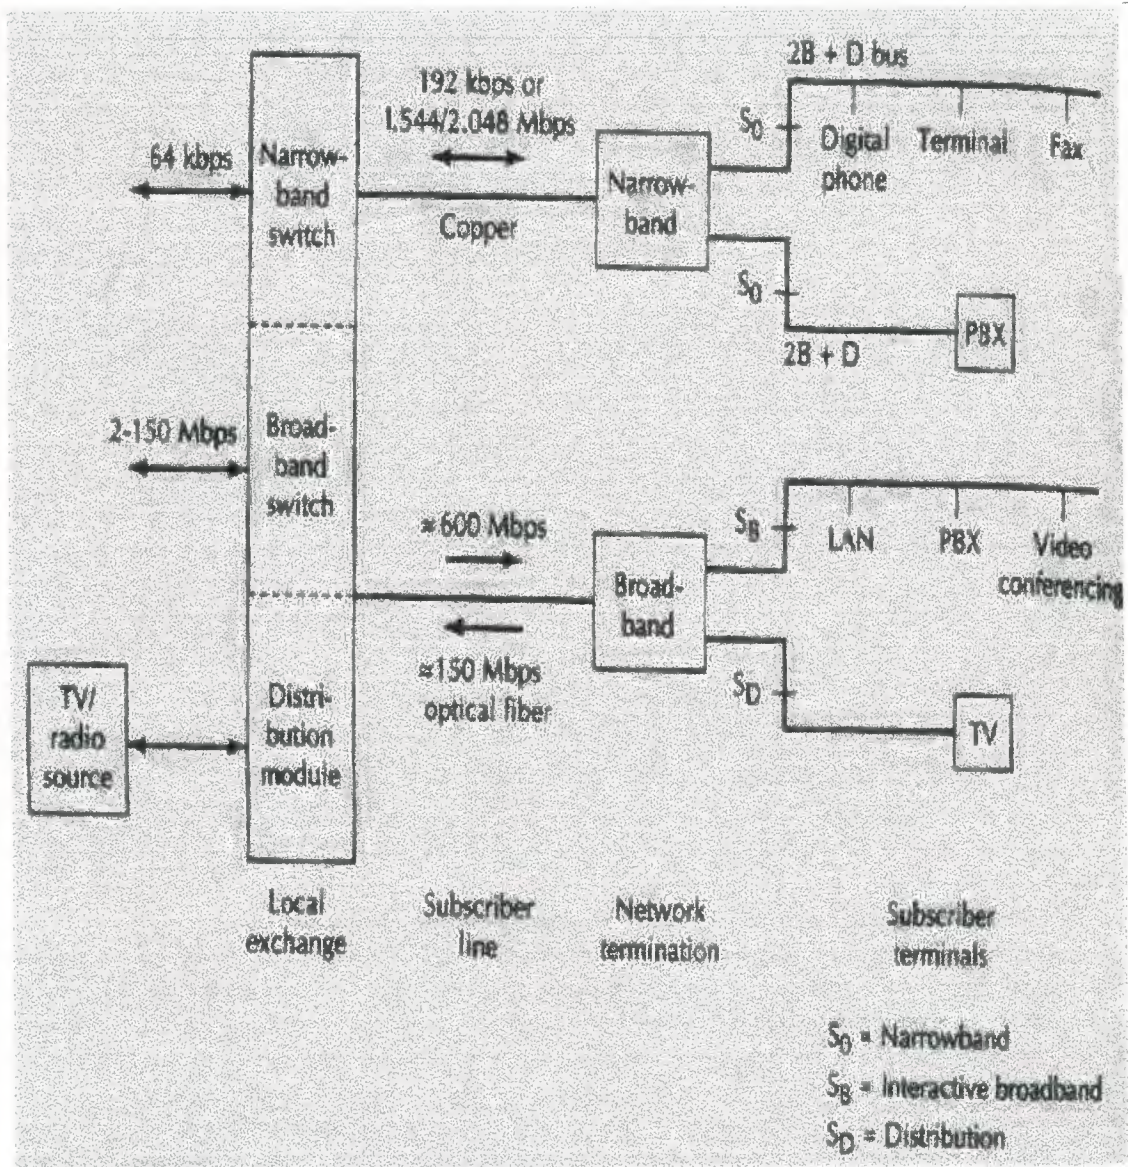 2B + D bus
192 kbps or
1.544/2.048 Mbps
S0
Digital
phone
Terminal
Fax
64 kbps
Narrow-
band
switch
Narrow-
band
Copper
S0
PBX
2B + D
2-150 Mbps
Broad-
band
switch
≈600 Mbps
SB
LAN
PBX
Video
conferencing
Broad-
band
≈150 Mbps
optical fiber
SD
TV
TV/
radio
source
Distri-
bution
module
Local
exchange
Subscriber
line
Network
termination
Subscriber
terminals
S0 = Narrowband
SB = Interactive broadband
SD = Distribution